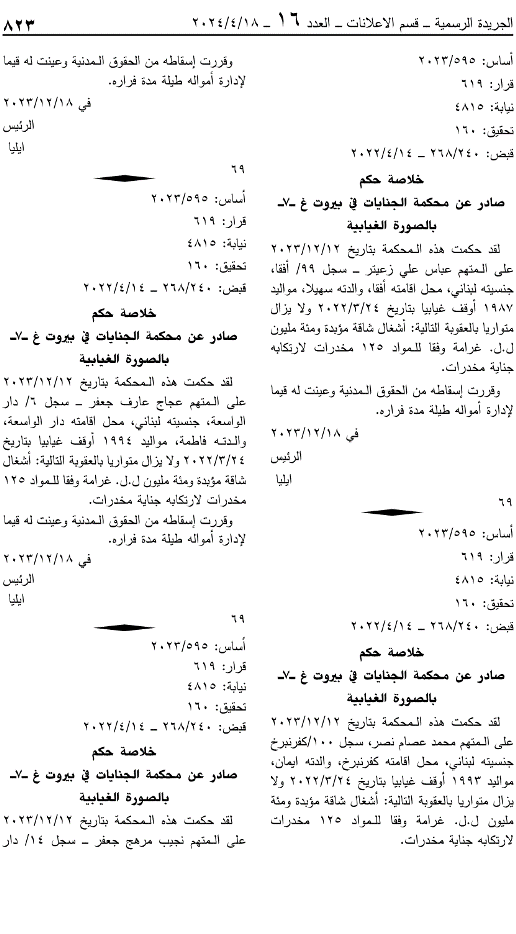 الجريدة الرسمية ــ قسم الاعلانات ــ العدد ١٦ ــ ٢٠٢٤/٤/١٨
٨٢٣
أساس: ٢٠٢٣/٥٩٥
قرار: ٦١٩
نيابة: ٤٨١٥
تحقيق: ١٦٠
قبض: ٢٦٨/٢٤٠ ــ ٢٠٢٢/٤/١٤
خلاصة حكم
صادر عن محكمة الجنايات في بيروت غ ــ٧ــ
بالصورة الغيابية
لقد حكمت هذه المحكمة بتاريخ ٢٠٢٣/١٢/١٢
على المتهم عباس علي زعيتر ــ سجل ٩٩/ أفقا،
جنسيته لبناني، محل اقامته أفقا، والدته سهيلا، مواليد
١٩٨٧ أوقف غيابيا بتاريخ ٢٠٢٢/٣/٢٤ ولا يزال
متواريا بالعقوبة التالية: أشغال شاقة مؤبدة ومئة مليون
ل.ل. غرامة وفقا للمواد ١٢٥ مخدرات لارتكابه
جناية مخدرات.
وقررت إسقاطه من الحقوق المدنية وعينت له قيما
لإدارة أمواله طيلة مدة فراره.
في ٢٠٢٣/١٢/١٨
الرئيس
ايليا
٦٩
أساس: ٢٠٢٣/٥٩٥
قرار: ٦١٩
نيابة: ٤٨١٥
تحقيق: ١٦٠
قبض: ٢٦٨/٢٤٠ ــ ٢٠٢٢/٤/١٤
خلاصة حكم
صادر عن محكمة الجنايات في بيروت غ ــ٧ــ
بالصورة الغيابية
لقد حكمت هذه المحكمة بتاريخ ٢٠٢٣/١٢/١٢
على المتهم محمد عصام نصر، سجل ١٠٠/كفرنبرخ
جنسيته لبناني، محل اقامته كفرنبرخ، والدته ايمان،
مواليد ١٩٩٣ أوقف غيابيا بتاريخ ٢٠٢٢/٣/٢٤ ولا
يزال متواريا بالعقوبة التالية: أشغال شاقة مؤبدة ومئة
مليون ل.ل. غرامة وفقا للمواد ١٢٥ مخدرات
لارتكابه جناية مخدرات.
وقررت إسقاطه من الحقوق المدنية وعينت له قيما
لإدارة أمواله طيلة مدة فراره.
في ٢٠٢٣/١٢/١٨
الرئيس
ايليا
٦٩
أساس: ٢٠٢٣/٥٩٥
قرار: ٦١٩
نيابة: ٤٨١٥
تحقيق: ١٦٠
قبض: ٢٦٨/٢٤٠ ــ ٢٠٢٢/٤/١٤
خلاصة حكم
صادر عن محكمة الجنايات في بيروت غ ــ٧ــ
بالصورة الغيابية
لقد حكمت هذه المحكمة بتاريخ ٢٠٢٣/١٢/١٢
على المتهم عجاج عارف جعفر ــ سجل ٦/ دار
الواسعة، جنسيته لبناني، محل اقامته دار الواسعة،
والدته فاطمة، مواليد ١٩٩٤ أوقف غيابيا بتاريخ
٢٠٢٢/٣/٢٤ ولا يزال متواريا بالعقوبة التالية: أشغال
شاقة مؤبدة ومئة مليون ل.ل. غرامة وفقا للمواد ١٢٥
مخدرات لارتكابه جناية مخدرات.
وقررت إسقاطه من الحقوق المدنية وعينت له قيما
لإدارة أمواله طيلة مدة فراره.
في ٢٠٢٣/١٢/١٨
الرئيس
ايليا
٦٩
أساس: ٢٠٢٣/٥٩٥
قرار: ٦١٩
نيابة: ٤٨١٥
تحقيق: ١٦٠
قبض: ٢٦٨/٢٤٠ ــ ٢٠٢٢/٤/١٤
خلاصة حكم
صادر عن محكمة الجنايات في بيروت غ ــ٧ــ
بالصورة الغيابية
لقد حكمت هذه المحكمة بتاريخ ٢٠٢٣/١٢/١٢
على المتهم نجيب مرهج جعفر ــ سجل ١٤/ دار